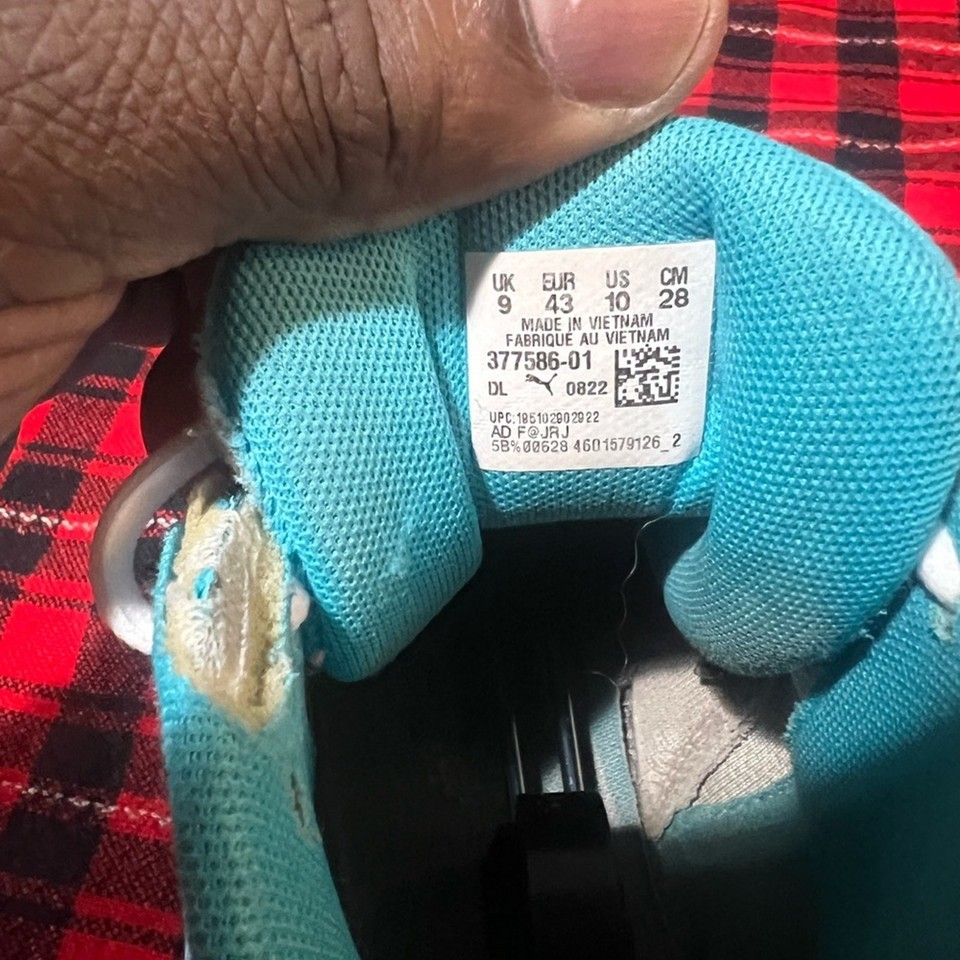 UK EUR US CM
9 43 10 28
MADE IN VIETNAM
FABRIQUE AU VIETNAM
377586-01
DL 0822
UPC:195102902922
AD F@JRJ
5B%00628 4601579126_2